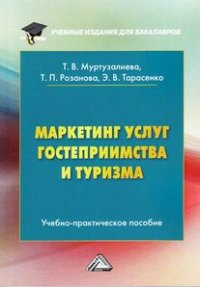 УЧЕБНЫЕ ИЗДАНИЯ ДЛЯ БАКАЛАВРОВ
Т. В. Муртузалиева,
Т. П. Розанова, Э. В. Тарасенко
МАРКЕТИНГ УСЛУГ
ГОСТЕПРИИМСТВА
И ТУРИЗМА
Учебно-практическое пособие